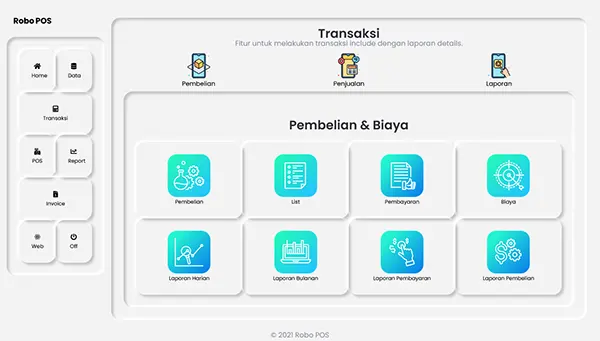 Robo POS
Home
Data
Transaksi
POS
Report
Invoice
Web
Off
Transaksi
Fitur untuk melakukan transaksi include dengan laporan details.
Pembelian
Penjualan
Laporan
Pembelian & Biaya
Pembelian
List
Pembayaran
Biaya
Laporan Harian
Laporan Bulanan
Laporan Pembayaran
Laporan Pembelian
© 2021 Robo POS